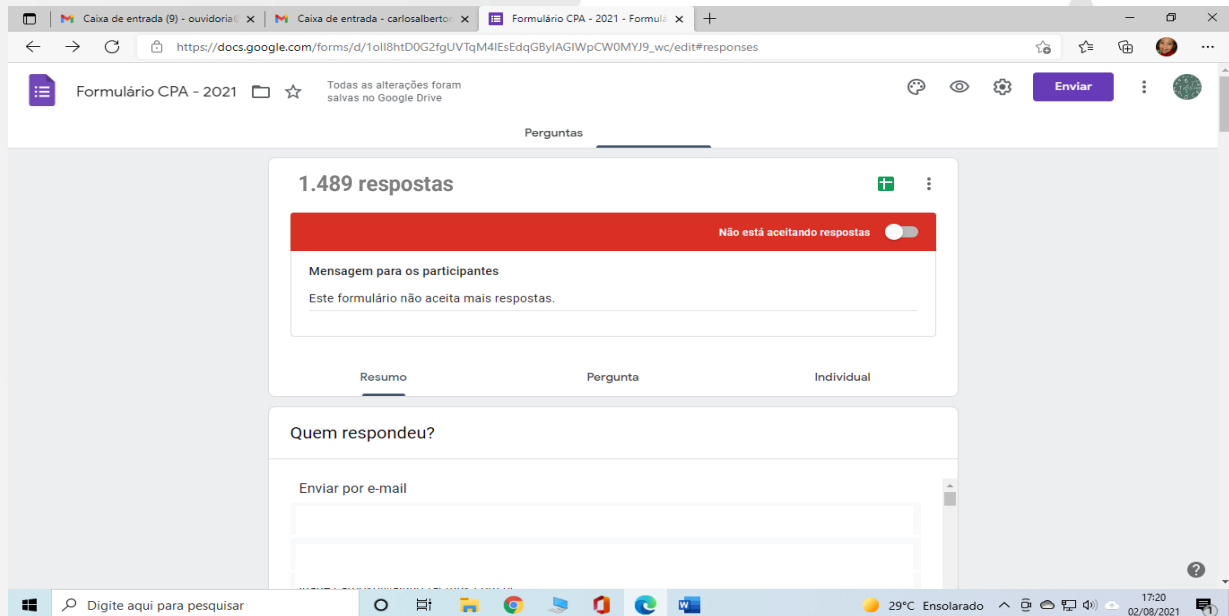 Caixa de entrada (9) - ouvidoria
Caixa de entrada - carlosalberto
Formulário CPA - 2021 - Formul
https://docs.google.com/forms/d/1oII8htD0G2fgUVTqM4IEsEdqGByIAGIWpCW0MYJ9_wc/edit#responses
Formulário CPA - 2021
Todas as alterações foram
salvas no Google Drive
Enviar
Perguntas
1.489 respostas
Não está aceitando respostas
Mensagem para os participantes
Este formulário não aceita mais respostas.
Resumo
Pergunta
Individual
Quem respondeu?
Enviar por e-mail
Digite aqui para pesquisar
29°C Ensolarado
17:20
02/08/2021